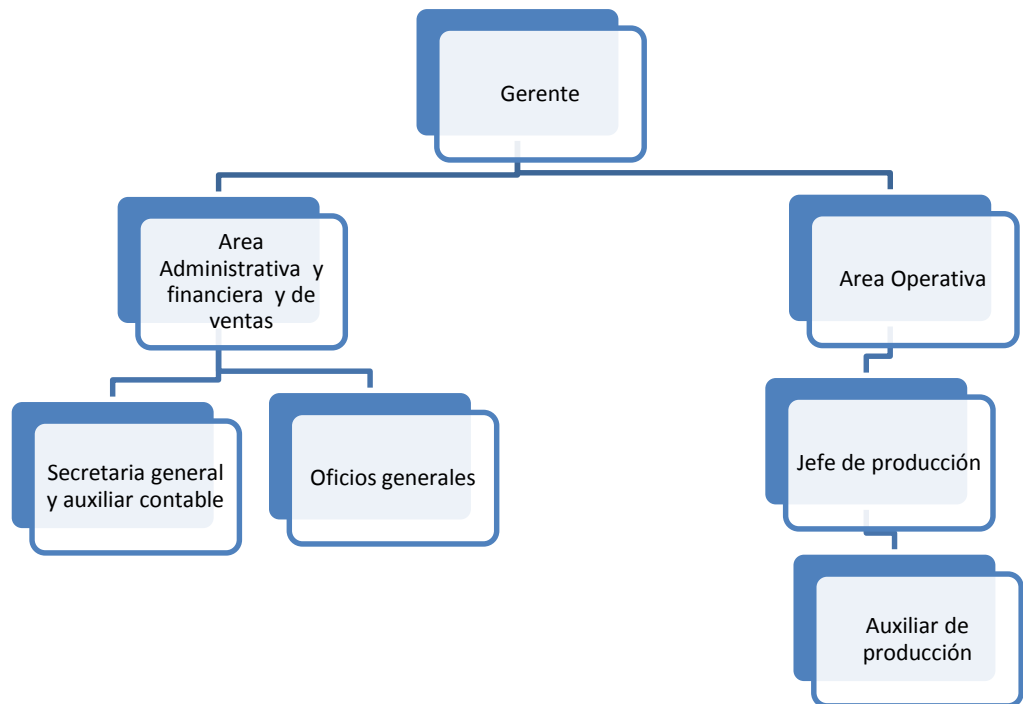 Gerente
Area
Administrativa y
financiera y de
ventas
Area Operativa
Secretaria general
y auxiliar contable
Oficios generales
Jefe de producción
Auxiliar de
producción